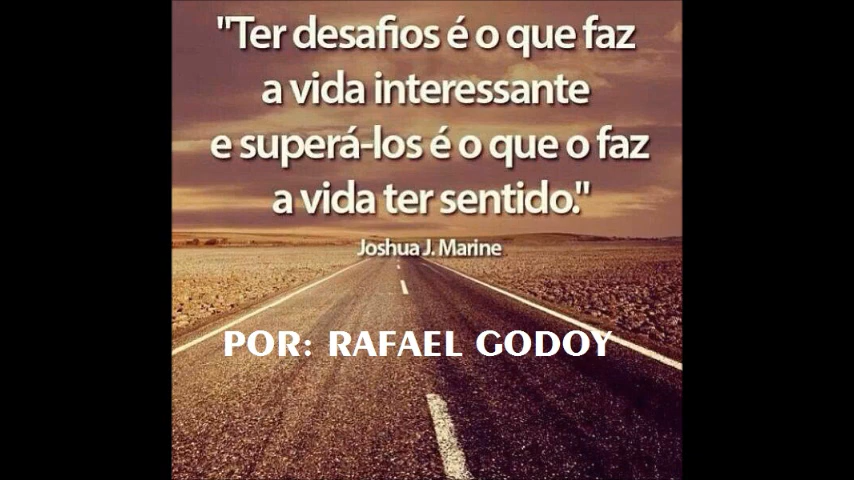 "Ter desafios é o que faz
a vida interessante
e superá-los é o que o faz
a vida ter sentido."
Joshua J. Marine
POR: RAFAEL GODOY